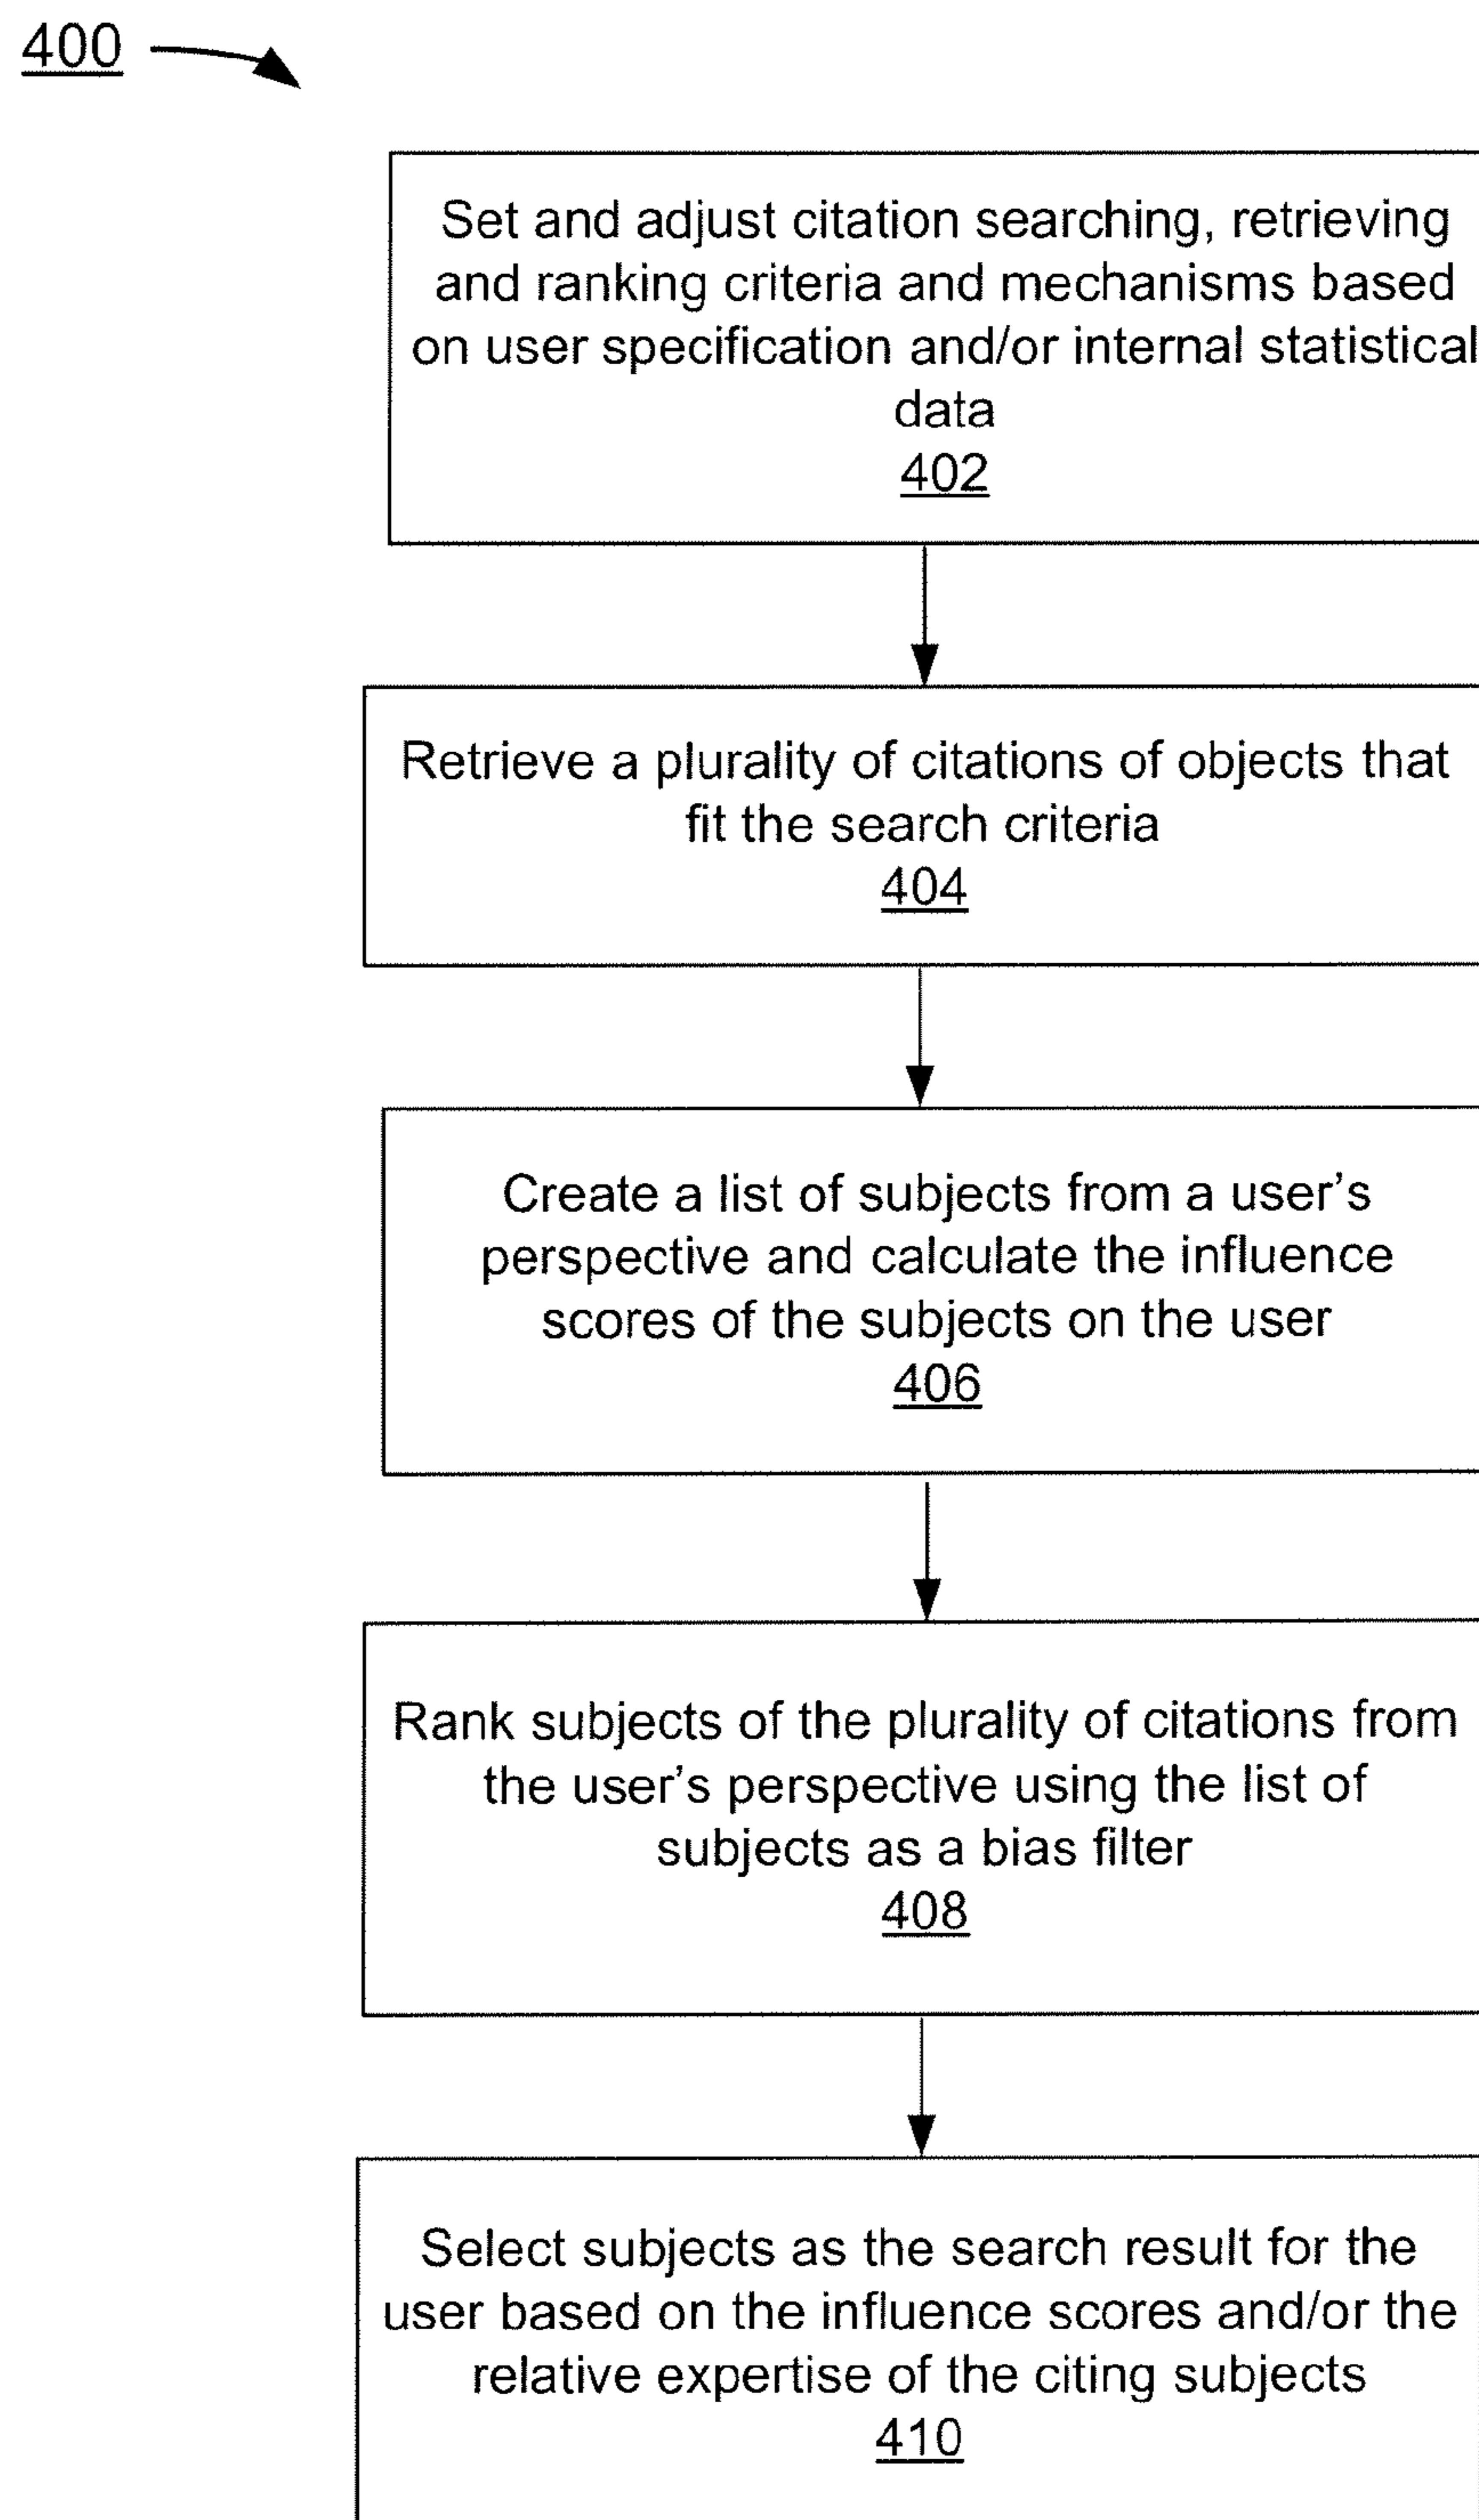 400
Set and adjust citation searching, retrieving
and ranking criteria and mechanisms based
on user specification and/or internal statistical
data
402
Retrieve a plurality of citations of objects that
fit the search criteria
404
Create a list of subjects from a user’s
perspective and calculate the influence
scores of the subjects on the user
406
Rank subjects of the plurality of citations from
the user’s perspective using the list of
subjects as a bias filter
408
Select subjects as the search result for the
user based on the influence scores and/or the
relative expertise of the citing subjects
410